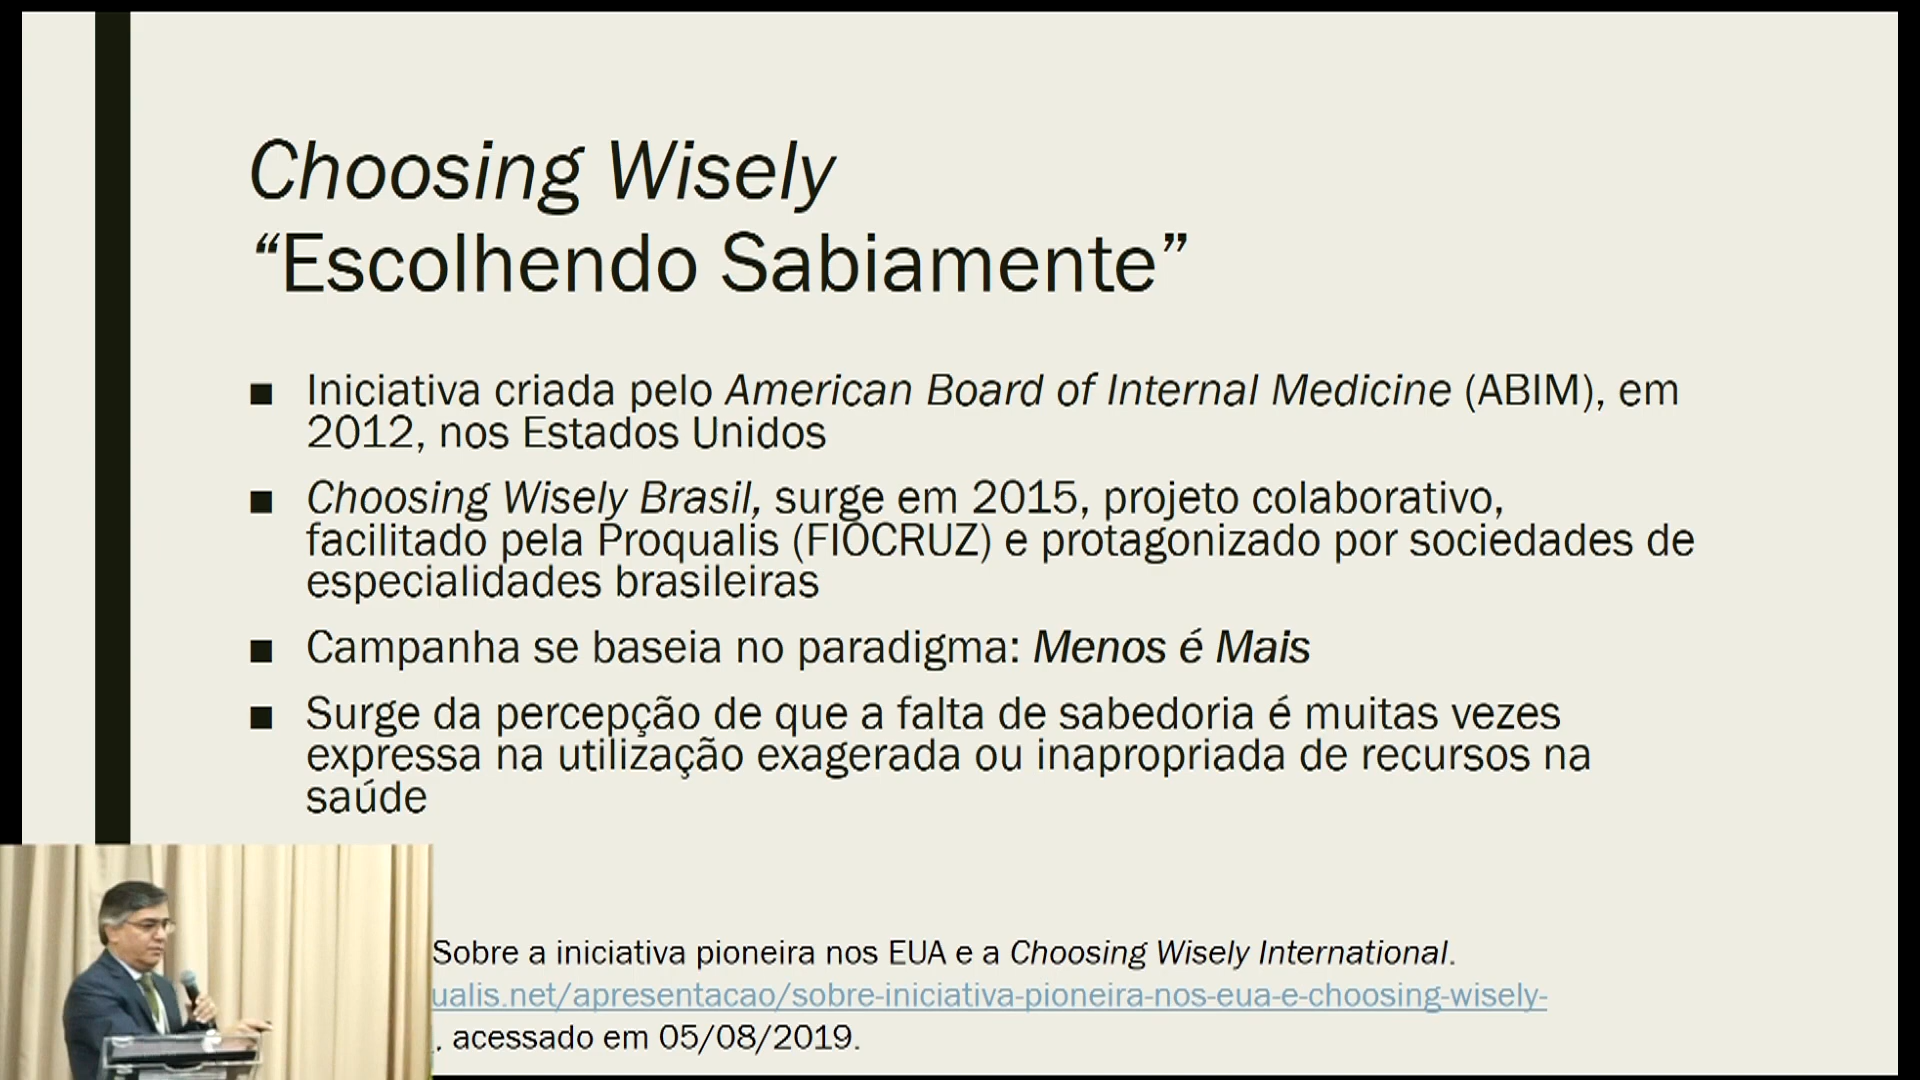 Choosing Wisely
“Escolhendo Sabiamente”
■ Iniciativa criada pelo American Board of Internal Medicine (ABIM), em
2012, nos Estados Unidos
■ Choosing Wisely Brasil, surge em 2015, projeto colaborativo,
facilitado pela Proqualis (FIOCRUZ) e protagonizado por sociedades de
especialidades brasileiras
■ Campanha se baseia no paradigma: Menos é Mais
■ Surge da percepção de que a falta de sabedoria é muitas vezes
expressa na utilização exagerada ou inapropriada de recursos na
saúde
Sobre a iniciativa pioneira nos EUA e a Choosing Wisely International.
ualis.net/apresentacao/sobre-iniciativa-pioneira-nos-eua-e-choosing-wisely-
, acessado em 05/08/2019.